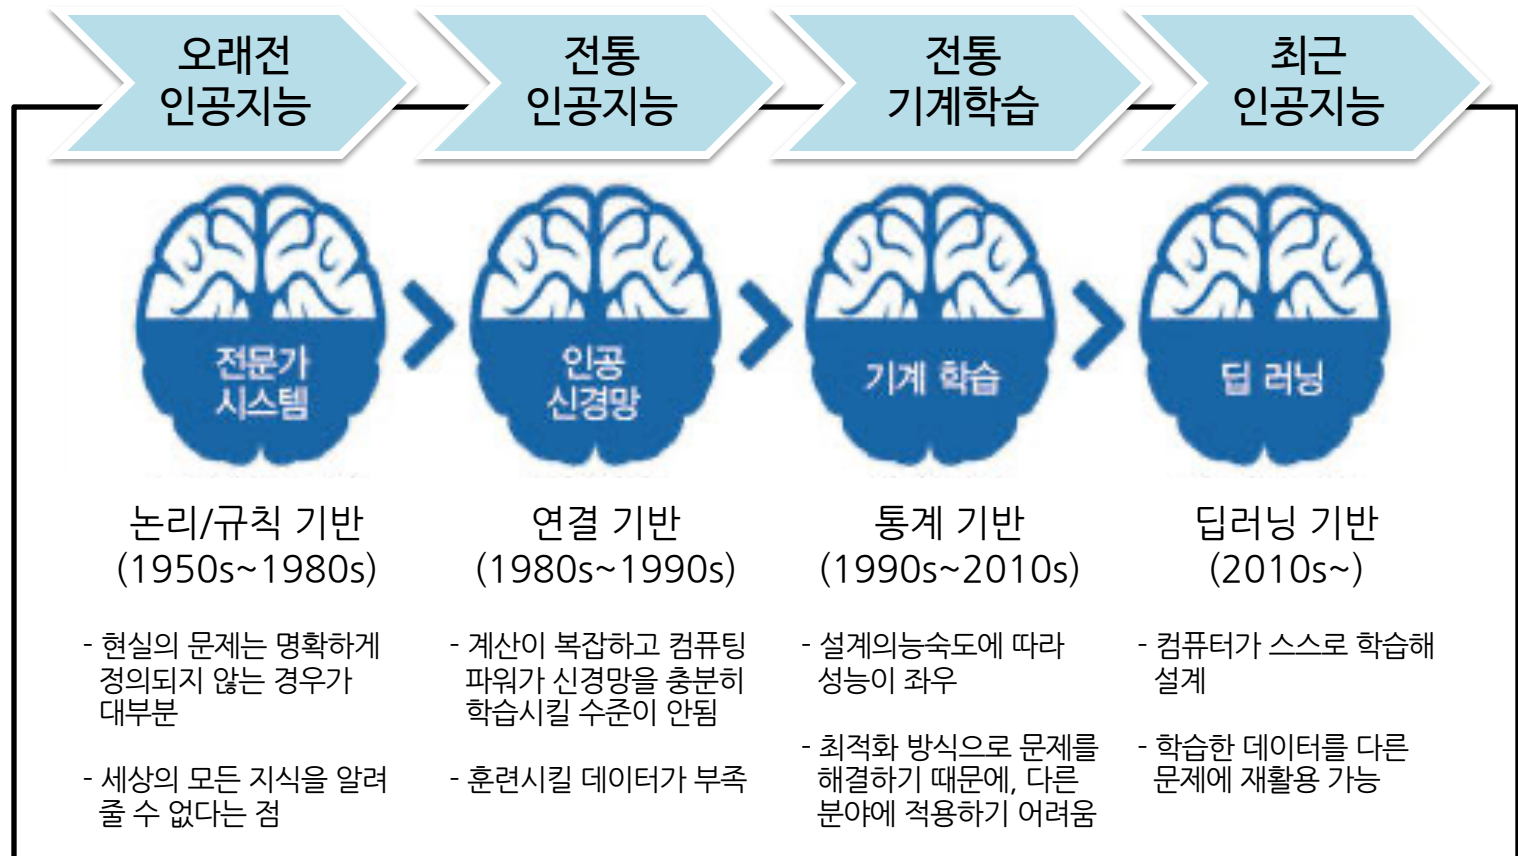 오래전
인공지능
전통
인공지능
전통
기계학습
최근
인공지능
전문가
시스템
인공
신경망
기계 학습
딥 러닝
논리/규칙 기반
(1950s~1980s)
연결 기반
(1980s~1990s)
통계 기반
(1990s~2010s)
딥러닝 기반
(2010s~)
- 현실의 문제는 명확하게
정의되지 않는 경우가
대부분
- 세상의 모든 지식을 알려
줄 수 없다는 점
- 계산이 복잡하고 컴퓨팅
파워가 신경망을 충분히
학습시킬 수준이 안됨
- 훈련시킬 데이터가 부족
- 설계의능숙도에 따라
성능이 좌우
- 최적화 방식으로 문제를
해결하기 때문에, 다른
분야에 적용하기 어려움
- 컴퓨터가 스스로 학습해
설계
- 학습한 데이터를 다른
문제에 재활용 가능